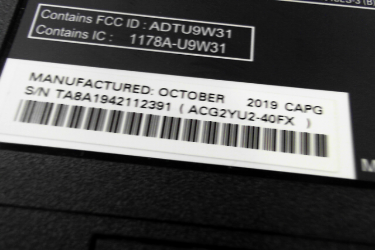 Contains FCC ID : ADTU9W31
Contains IC : 1178A-U9W31
MANUFACTURED: OCTOBER 2019 CAPG
S/N TA8A1942112391 ( ACG2YU2-40FX )